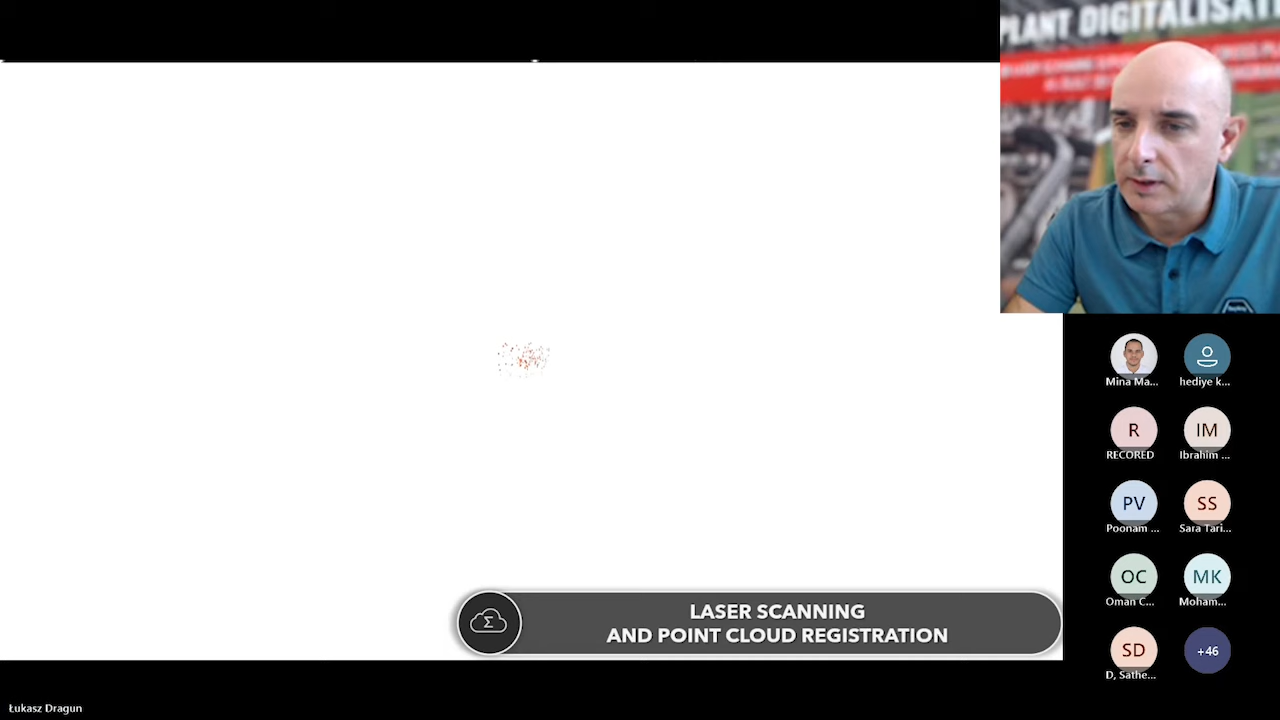 PLANT DIGITALISATI
LASER SCANNING
AND POINT CLOUD REGISTRATION
Mina Ma...
hediye k...
R
RECORED
IM
Ibrahim ...
PV
Poonam ...
SS
Sara Tari...
OC
Oman C...
MK
Moham...
SD
D, Sathe...
+46
Łukasz Dragun